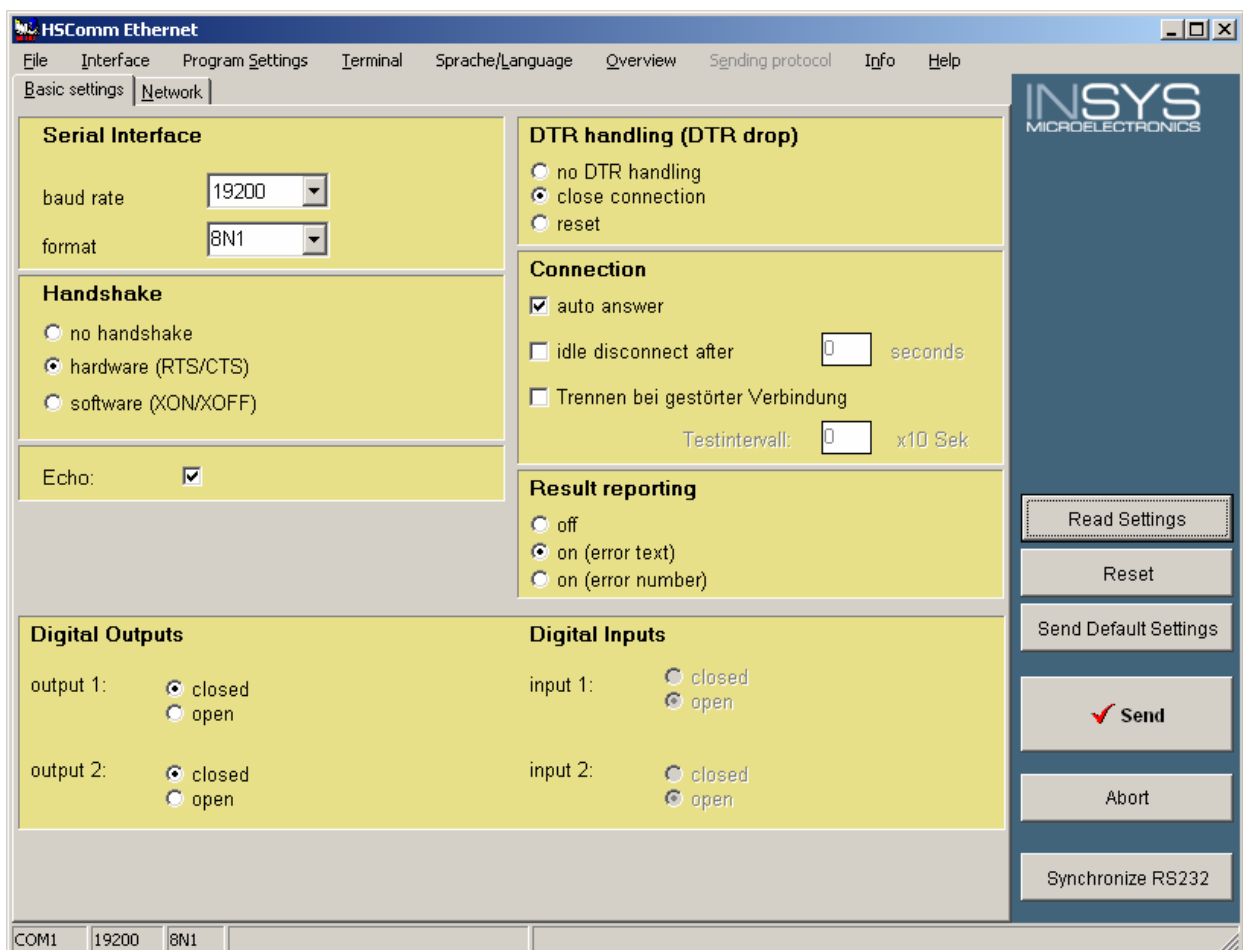 HSComm Ethernet
File Interface Program Settings Terminal Sprache/Language Overview Sending protocol Info Help
Basic settings Network
INSYS
MICROELECTRONICS
Serial Interface
baud rate 19200
format 8N1
Handshake
no handshake
hardware (RTS/CTS)
software (XON/XOFF)
Echo:
DTR handling (DTR drop)
no DTR handling
close connection
reset
Connection
auto answer
idle disconnect after 0 seconds
Trennen bei gestörter Verbindung
Testintervall: 0 x10 Sek
Result reporting
off
on (error text)
on (error number)
Digital Outputs
output 1: closed
open
output 2: closed
open
Digital Inputs
input 1: closed
open
input 2: closed
open
Read Settings
Reset
Send Default Settings
Send
Abort
Synchronize RS232
COM1 19200 8N1